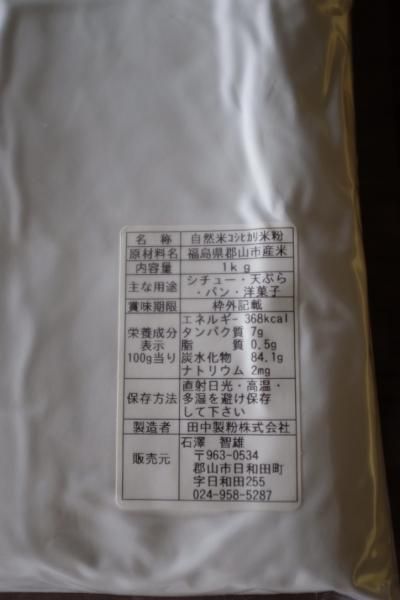 名 称 自然米コシヒカリ米粉
原材料名 福島県郡山市産米
内容量 1kg
主な用途 シチュー・天ぷら
・パン・洋菓子
賞味期限 枠外記載
栄養成分
表示
100g当り
エネルギー 368kcal
タンパク質 7g
脂 質 0.5g
炭水化物 84.1g
ナトリウム 2mg
保存方法 直射日光・高温・
多湿を避け保存
して下さい
製造者 田中製粉株式会社
販売元 石澤 智雄
〒963-0534
郡山市日和田町
字日和田255
024-958-5287